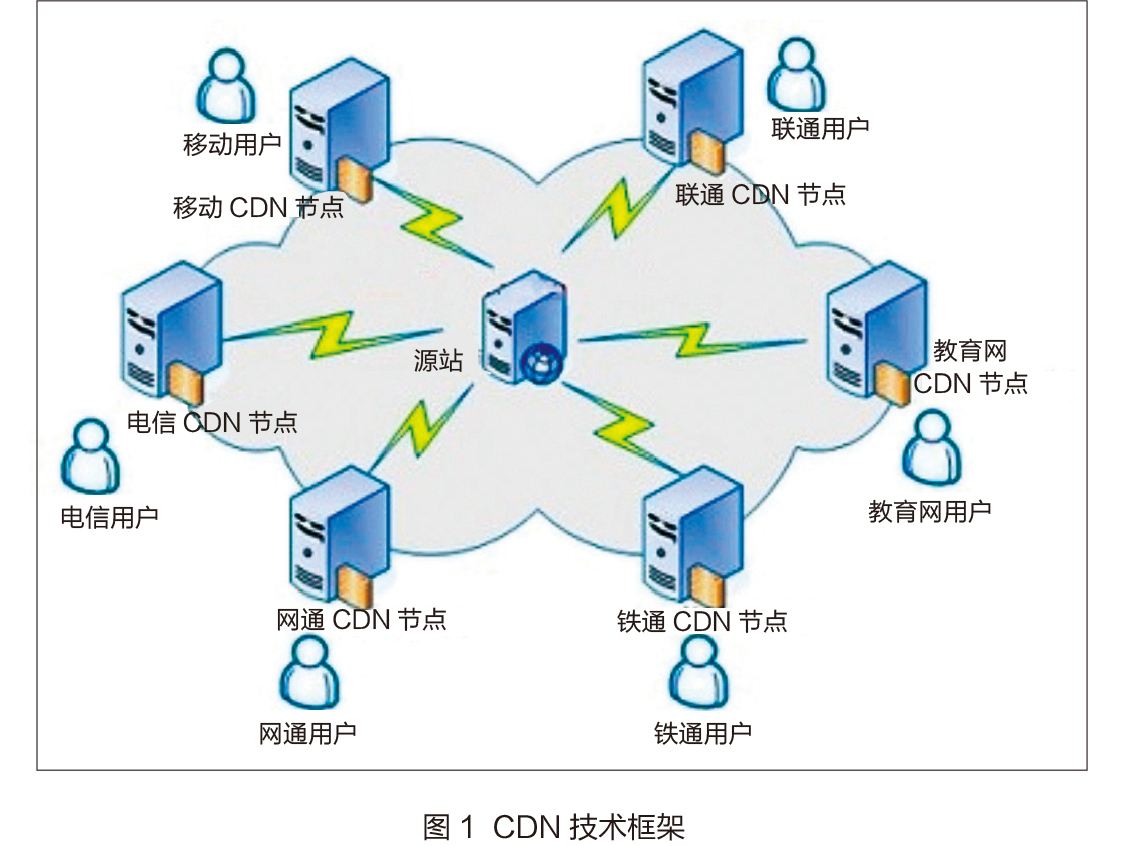 移动用户
联通用户
移动 CDN 节点
联通 CDN 节点
源站
教育网
CDN 节点
电信 CDN 节点
电信用户
教育网用户
网通 CDN 节点
铁通 CDN 节点
网通用户
铁通用户
图 1 CDN 技术框架